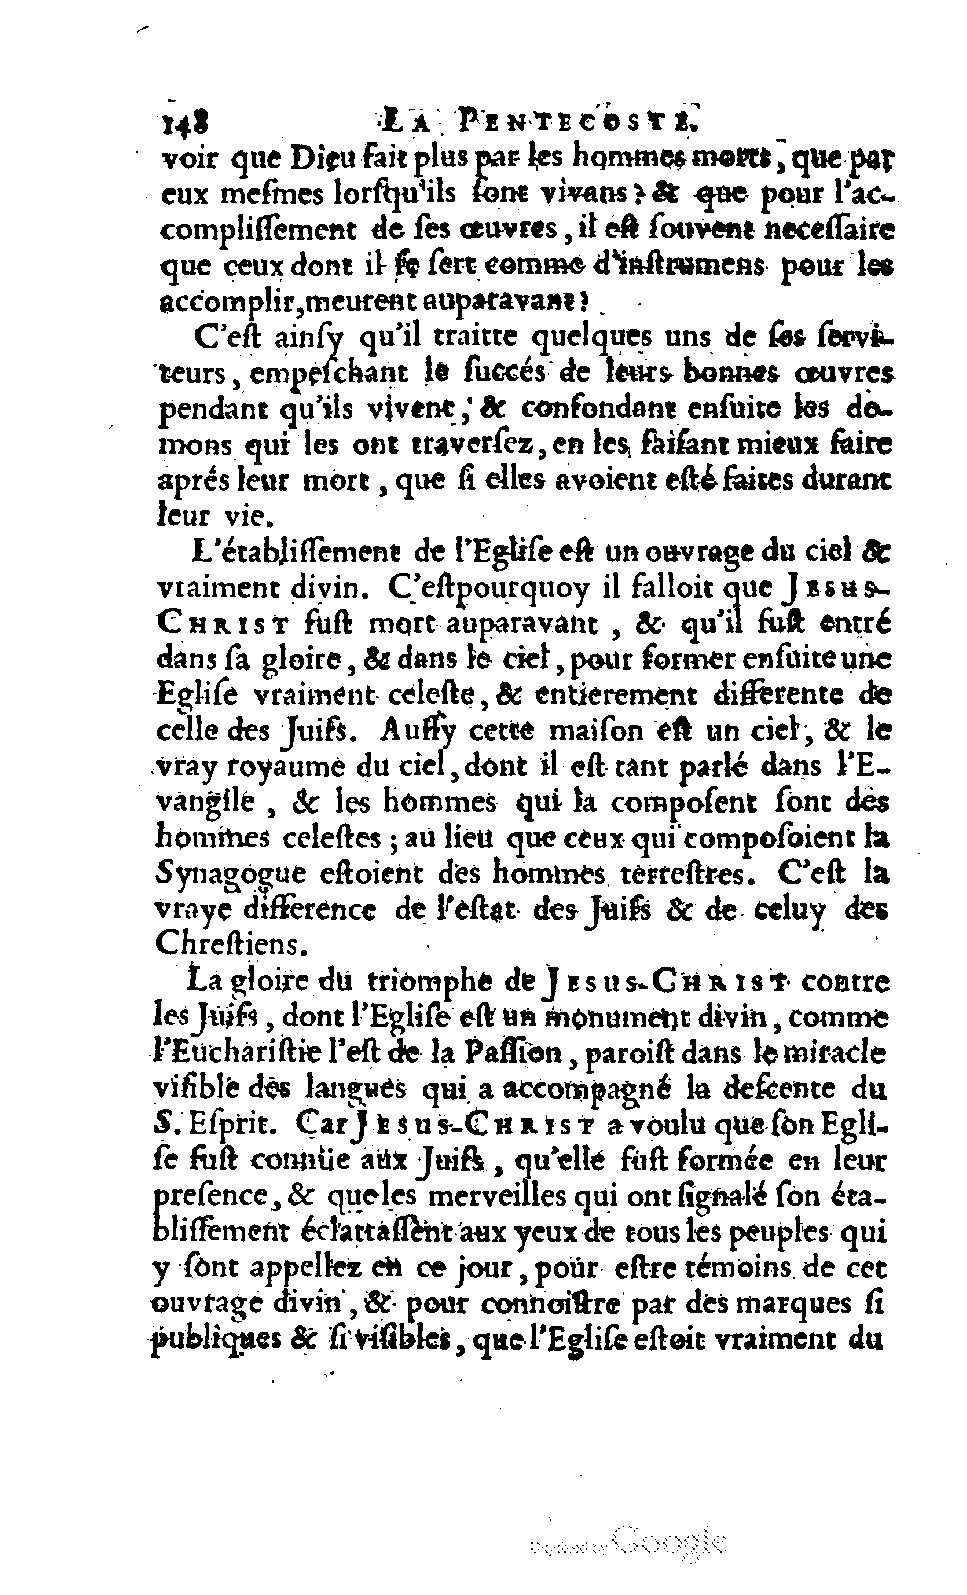 148 LA PENTECOSTE.
voir que Dieu fait plus par les hommes morts, que par
eux meſmes lorſqu'ils ſont vivans? & que pour l'ac-
compliſſement de ſes œuvres, il eſt ſouvent neceſſaire
que ceux dont il ſe ſert comme d'inſtrumens pour les
accomplir, meurent auparavant?
C'eſt ainſy qu'il traitte quelques uns de ſes ſervi-
teurs, empeſchant le ſuccés de leurs bonnes œuvres
pendant qu'ils vivent, & confondant enſuite les de-
mons qui les ont traverſez, en les faiſant mieux faire
aprés leur mort, que ſi elles avoient eſté faites durant
leur vie.
L'établiſſement de l'Egliſe eſt un ouvrage du ciel &
vraiment divin. C'eſtpourquoy il falloit que JESUS-
CHRIST fuſt mort auparavant, & qu'il fuſt entré
dans ſa gloire, & dans le ciel, pour former enſuite une
Egliſe vraiment celeſte, & entierement differente de
celle des Juifs. Auſſy cette maiſon eſt un ciel, & le
vray royaume du ciel, dont il eſt tant parlé dans l'E-
vangile, & les hommes qui la compoſent ſont des
hommes celeſtes; au lieu que ceux qui compoſoient la
Synagogue eſtoient des hommes terreſtres. C'eſt la
vraye difference de l'eſtat des Juifs & de celuy des
Chreſtiens.
La gloire du triomphe de JESUS-CHRIST contre
les Juifs, dont l'Egliſe eſt un monument divin, comme
l'Euchariſtie l'eſt de la Paſſion, paroiſt dans le miracle
viſible des langues qui a accompagné la deſcente du
S. Eſprit. Car JESUS-CHRIST a voulu que ſon Egli-
ſe fuſt connüe aux Juifs, qu'elle fuſt formée en leur
preſence, & que les merveilles qui ont ſignalé ſon éta-
bliſſement éclattaſſent aux yeux de tous les peuples qui
y ſont appellez en ce jour, pour eſtre témoins de cet
ouvrage divin, & pour connoiſtre par des marques ſi
publiques & ſi viſibles, que l'Egliſe eſtoit vraiment du
Digitized by Google